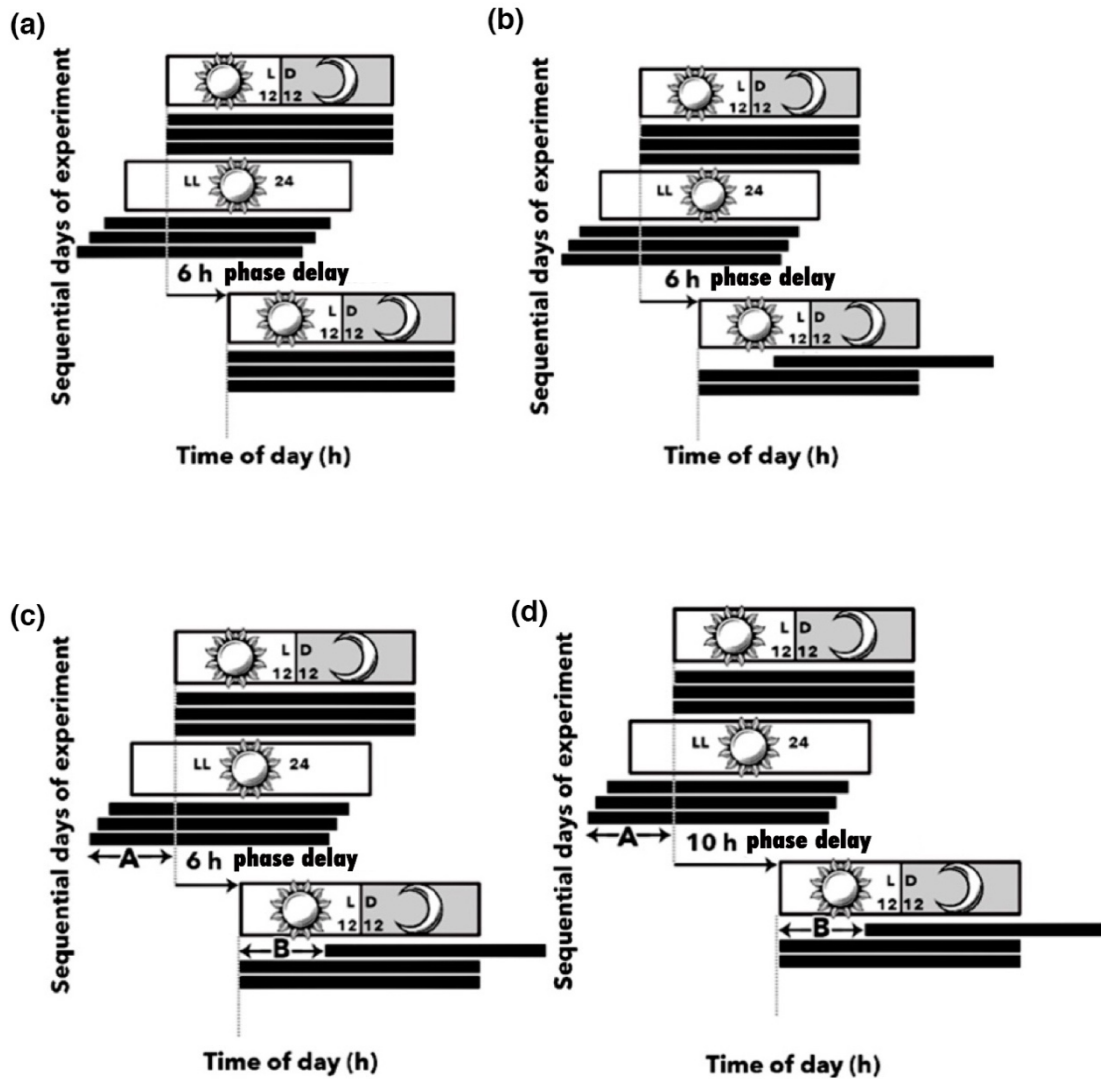 (a)
Sequential days of experiment
L D
12 12
LL 24
6 h phase delay
L D
12 12
Time of day (h)
(b)
Sequential days of experiment
L D
12 12
LL 24
6 h phase delay
L D
12 12
Time of day (h)
(c)
Sequential days of experiment
L D
12 12
LL 24
A
6 h phase delay
L D
12 12
B
Time of day (h)
(d)
Sequential days of experiment
L D
12 12
LL 24
A
10 h phase delay
L D
12 12
B
Time of day (h)